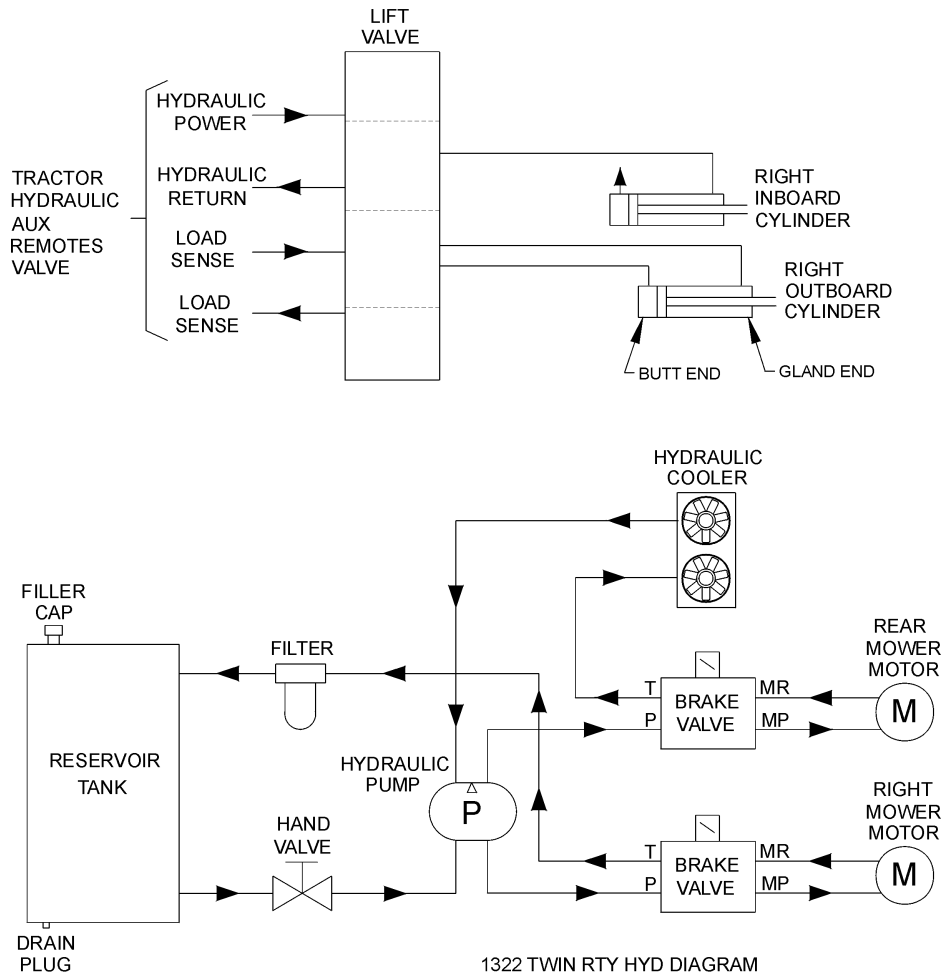 LIFT
VALVE
HYDRAULIC
POWER
HYDRAULIC
RETURN
LOAD
SENSE
LOAD
SENSE
TRACTOR
HYDRAULIC
AUX
REMOTES
VALVE
RIGHT
INBOARD
CYLINDER
RIGHT
OUTBOARD
CYLINDER
BUTT END
GLAND END
HYDRAULIC
COOLER
FILLER
CAP
FILTER
RESERVOIR
TANK
HYDRAULIC
PUMP
P
HAND
VALVE
DRAIN
PLUG
REAR
MOWER
MOTOR
T
P
BRAKE
VALVE
MR
MP
M
RIGHT
MOWER
MOTOR
T
P
BRAKE
VALVE
MR
MP
M
1322 TWIN RTY HYD DIAGRAM